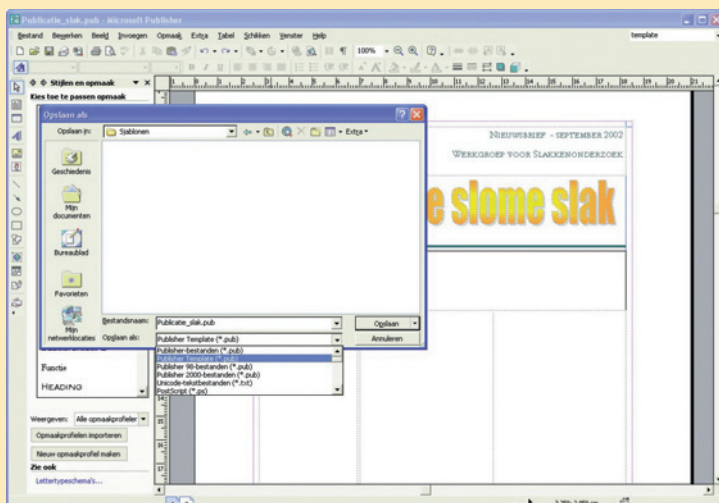 Publicatie_slak.pub - Microsoft Publisher
Bestand Bewerken Beeld Invoegen Opmaak Extra Tabel Schikken Venster Help
template
100%
Stijlen en opmaak
Kies toe te passen opmaak
Opslaan als
Opslaan in: Sjablonen
Extra
Geschiedenis
Mijn documenten
Bureaublad
Favorieten
Mijn netwerklocaties
Bestandsnaam: Publicatie_slak.pub
Opslaan
Opslaan als: Publisher Template (*.pub)
Annuleren
Publisher-bestanden (*.pub)
Publisher Template (*.pub)
Publisher 98-bestanden (*.pub)
Publisher 2000-bestanden (*.pub)
Unicode-tekstbestanden (*.txt)
PostScript (*.ps)
NIEUWSBRIEF - SEPTEMBER 2002
WERKGROEP VOOR SLAKKENONDERZOEK
e slome slak
Functie
HEADING
Weergeven: Alle opmaakprofielen
Opmaakprofielen importeren
Nieuw opmaakprofiel maken
Zie ook
Lettertypeschema's...